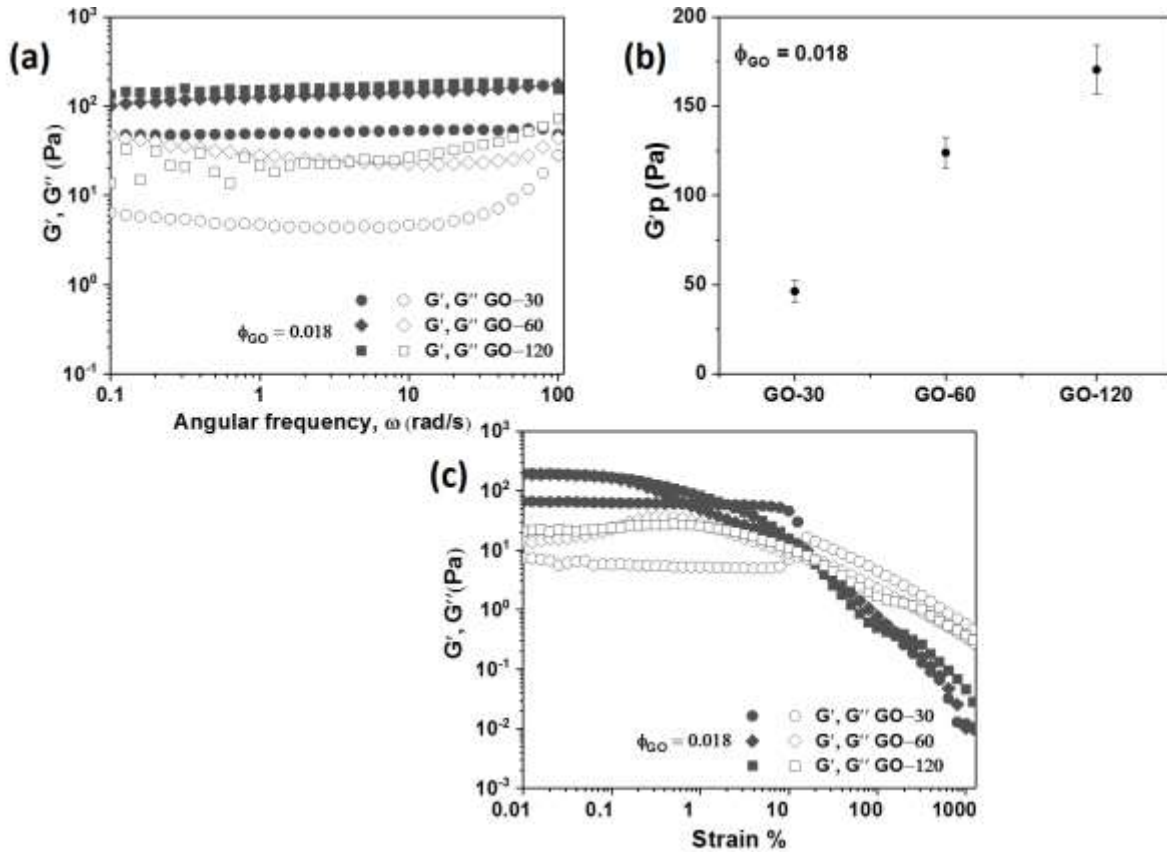 (a)
10³
10²
10¹
10⁰
10⁻¹
G′, G″ (Pa)
G′, G″ GO−30
ϕGO = 0.018 G′, G″ GO−60
G′, G″ GO−120
0.1 1 10 100
Angular frequency, ω (rad/s)
(b)
ϕGO = 0.018
200
150
100
50
0
G′p (Pa)
GO-30 GO-60 GO-120
(c)
10³
10²
10¹
10⁰
10⁻¹
10⁻²
10⁻³
G′, G″(Pa)
G′, G″ GO−30
ϕGO = 0.018 G′, G″ GO−60
G′, G″ GO−120
0.01 0.1 1 10 100 1000
Strain %